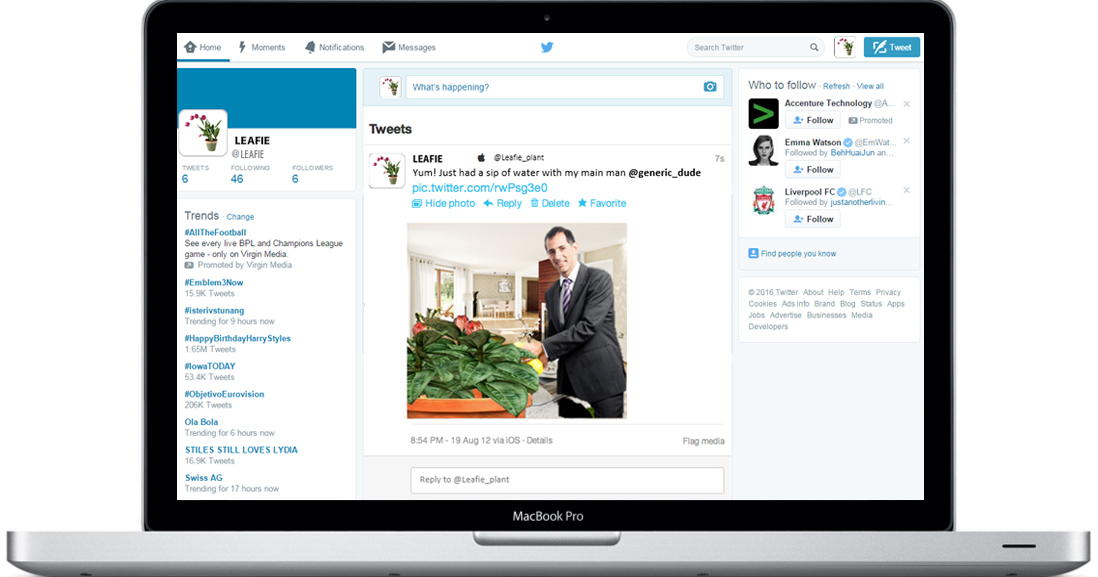 Home Moments Notifications Messages Search Twitter Tweet
LEAFIE
@LEAFIE
TWEETS FOLLOWING FOLLOWERS
6 46 6
Trends · Change
#AllTheFootball
See every live BPL and Champions League
game - only on Virgin Media.
Promoted by Virgin Media
#Emblem3Now
15.9K Tweets
#isterivstunang
Trending for 9 hours now
#HappyBirthdayHarryStyles
1.65M Tweets
#IowaTODAY
53.4K Tweets
#ObjetivoEurovision
206K Tweets
Ola Bola
Trending for 6 hours now
STILES STILL LOVES LYDIA
16.9K Tweets
Swiss AG
Trending for 17 hours now
What's happening?
Tweets
LEAFIE @Leafie_plant 7s
Yum! Just had a sip of water with my main man @generic_dude
pic.twitter.com/rwPsg3e0
Hide photo Reply Delete Favorite
8:54 PM - 19 Aug 12 via iOS · Details Flag media
Reply to @Leafie_plant
Who to follow · Refresh · View all
Accenture Technology @A...
Follow Promoted
Emma Watson @EmWat...
Followed by BehHuaiJun an...
Follow
Liverpool FC @LFC
Followed by justanotherlivin...
Follow
Find people you know
© 2016 Twitter About Help Terms Privacy
Cookies Ads info Brand Blog Status Apps
Jobs Advertise Businesses Media
Developers
MacBook Pro